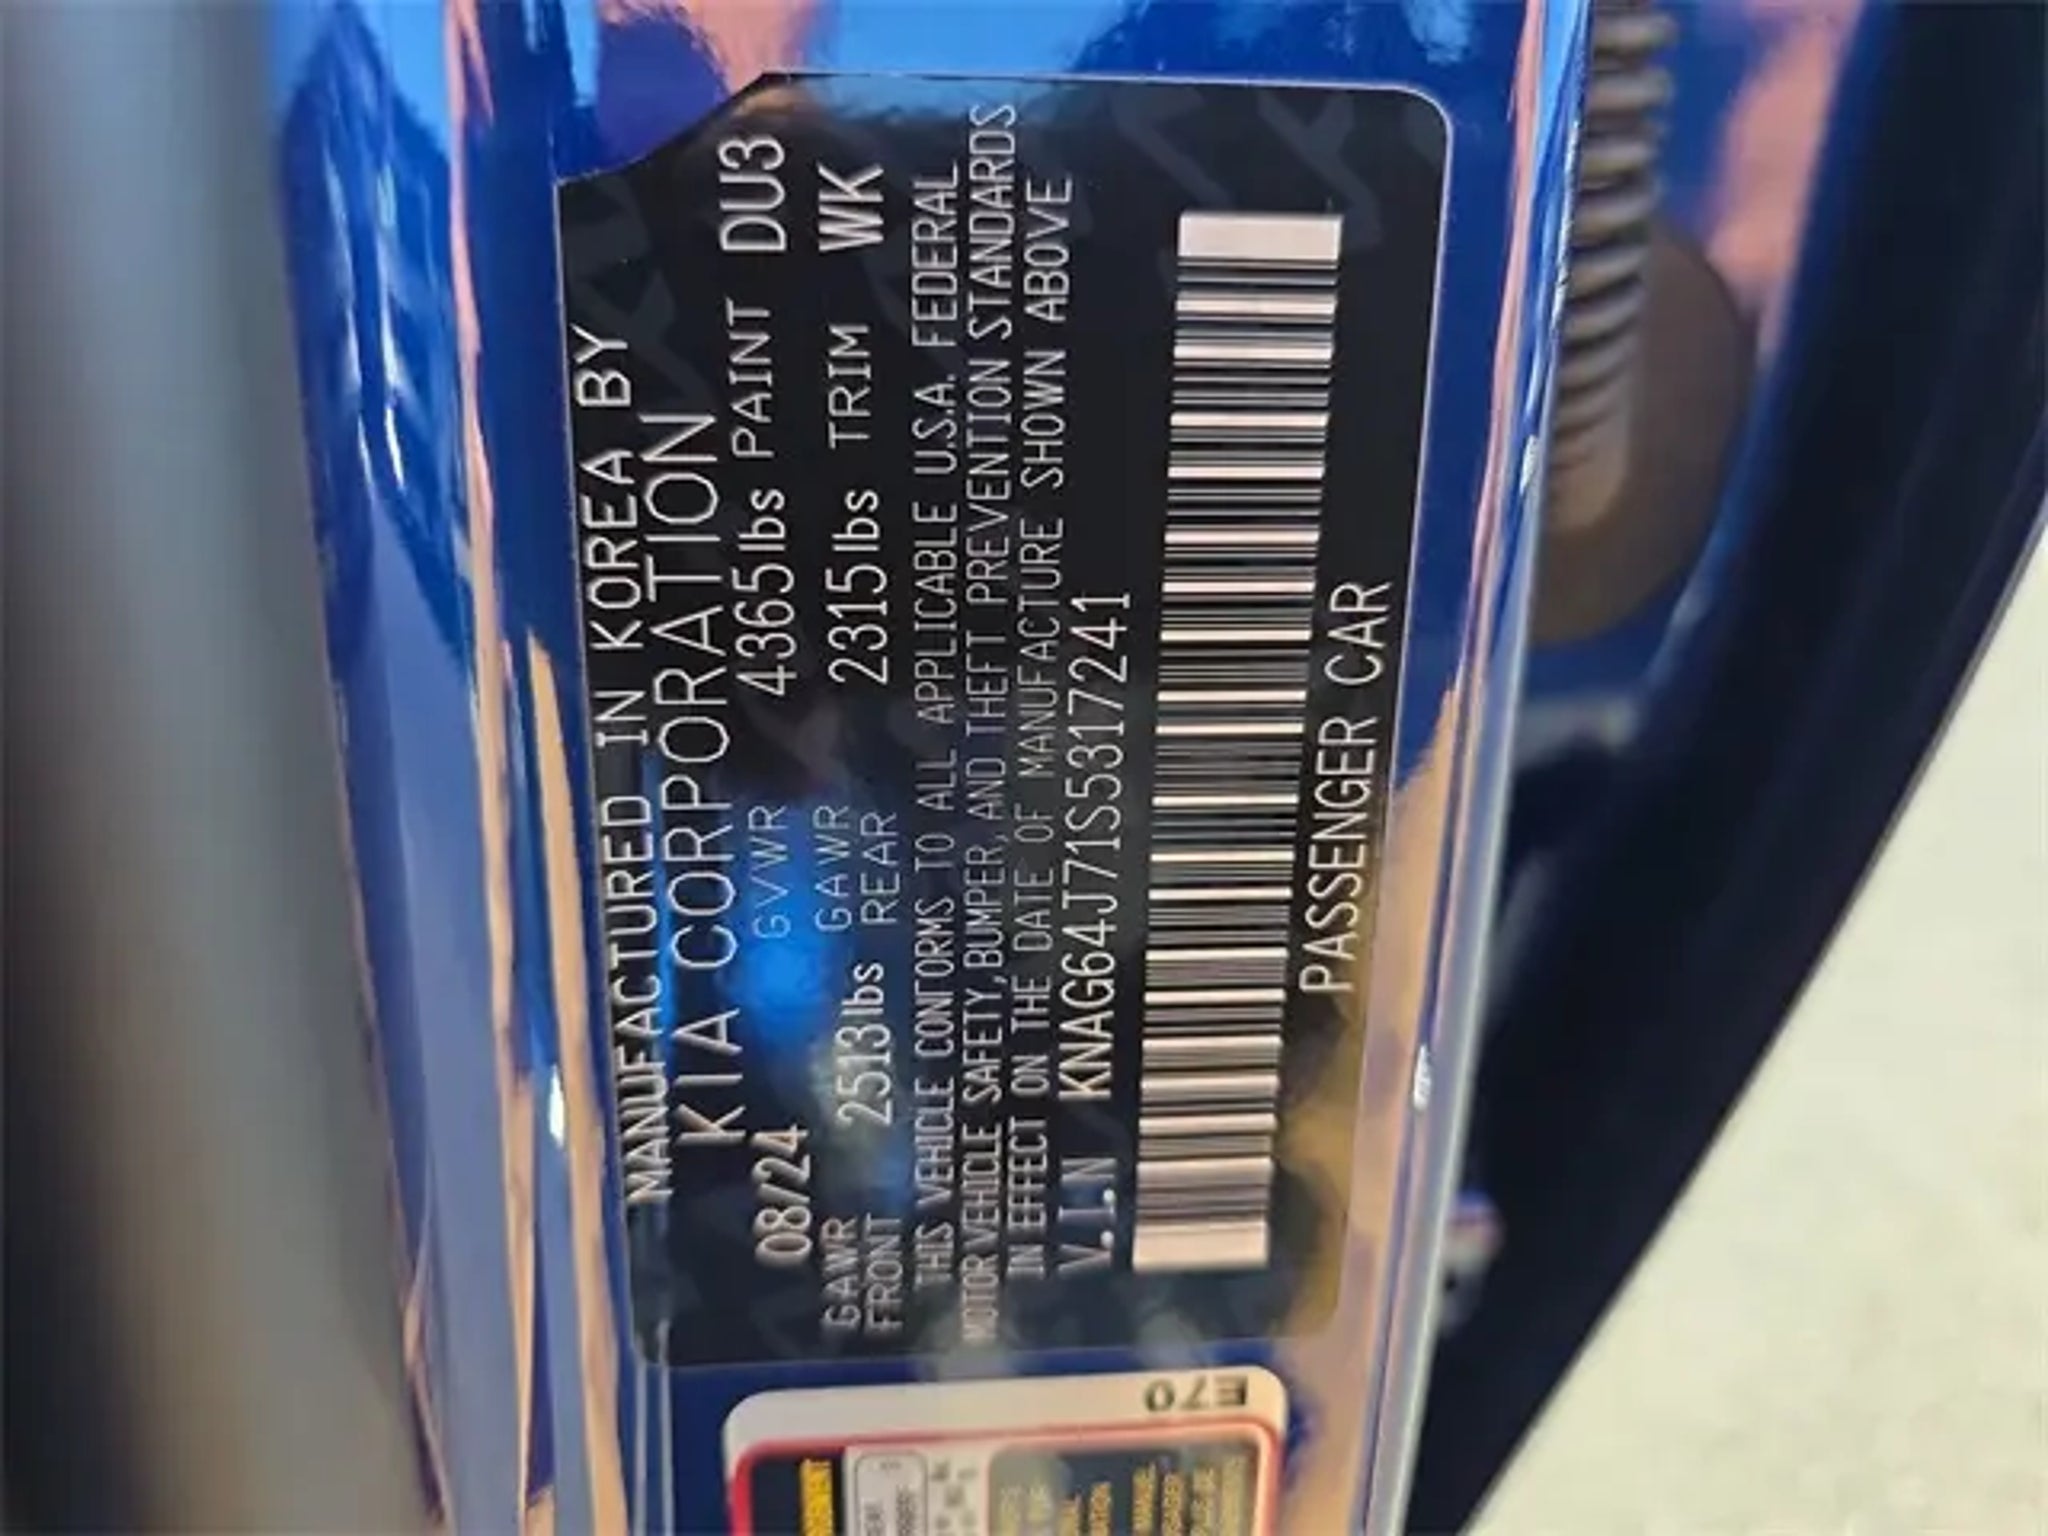 MANUFACTURED IN KOREA BY
KIA CORPORATION
08/24 GVWR 4365lbs PAINT DU3
GAWR FRONT 2513lbs GAWR REAR 2315lbs TRIM WK
THIS VEHICLE CONFORMS TO ALL APPLICABLE U.S.A. FEDERAL
MOTOR VEHICLE SAFETY, BUMPER, AND THEFT PREVENTION STANDARDS
IN EFFECT ON THE DATE OF MANUFACTURE SHOWN ABOVE
V.I.N KNAG64J71S5317241
PASSENGER CAR
E70